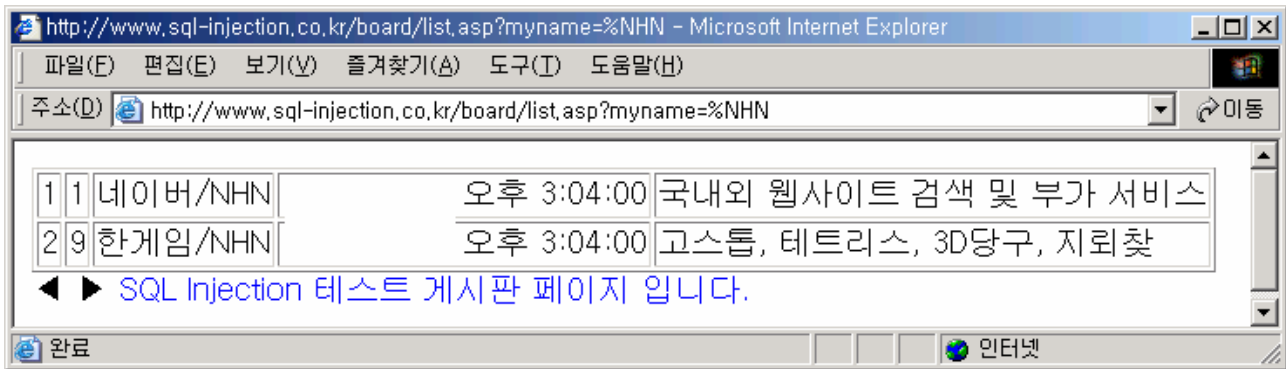 http://www.sql-injection.co.kr/board/list.asp?myname=%NHN - Microsoft Internet Explorer
파일(F) 편집(E) 보기(V) 즐겨찾기(A) 도구(T) 도움말(H)
주소(D) http://www.sql-injection.co.kr/board/list.asp?myname=%NHN 이동
1 1 네이버/NHN 오후 3:04:00 국내외 웹사이트 검색 및 부가 서비스
2 9 한게임/NHN 오후 3:04:00 고스톱, 테트리스, 3D당구, 지뢰찾
◀ ▶ SQL Injection 테스트 게시판 페이지 입니다.
완료 인터넷